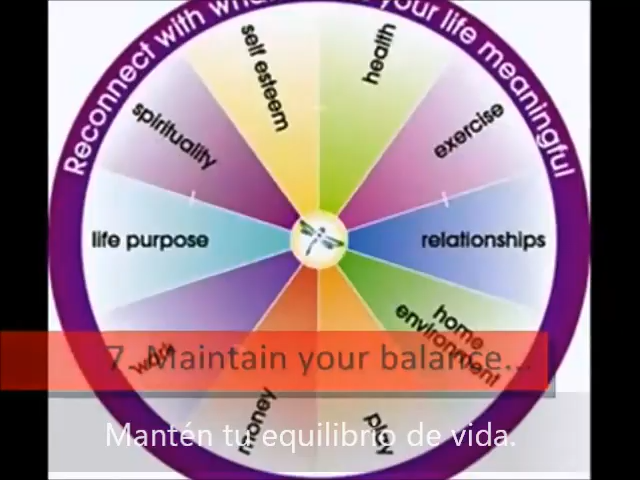 Reconnect with your life meaningful
self esteem
health
spirituality
exercise
life purpose
relationships
home
environment
work
7. Maintain your balance...
money
play
Mantén tu equilibrio de vida.